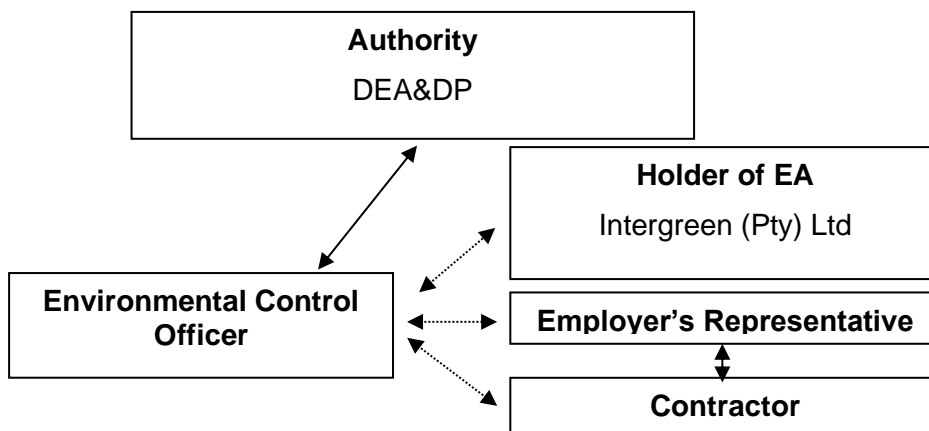 Authority
DEA&DP
Holder of EA
Intergreen (Pty) Ltd
Environmental Control
Officer
Employer's Representative
Contractor